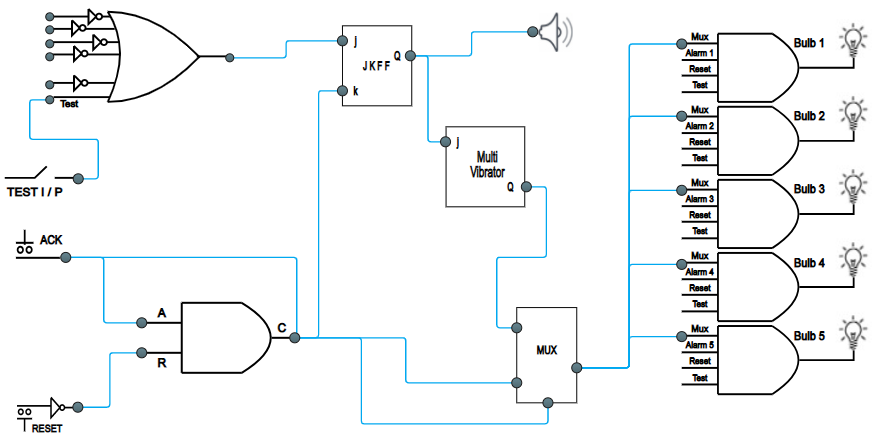 Test
TEST I / P
ACK
A
R
C
RESET
j
Q
J K F F
k
j
Multi
Vibrator
Q
MUX
Mux
Alarm 1
Reset
Test
Bulb 1
Mux
Alarm 2
Reset
Test
Bulb 2
Mux
Alarm 3
Reset
Test
Bulb 3
Mux
Alarm 4
Reset
Test
Bulb 4
Mux
Alarm 5
Reset
Test
Bulb 5